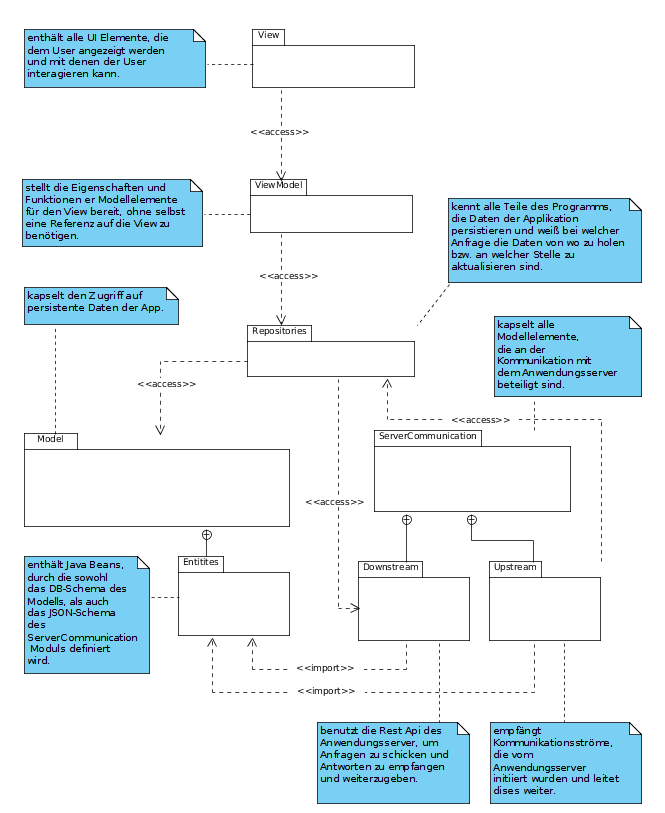 enthält alle UI Elemente, die
dem User angezeigt werden
und mit denen der User
interagieren kann.
View
<<access>>
stellt die Eigenschaften und
Funktionen er Modellelemente
für den View bereit, ohne selbst
eine Referenz auf die View zu
benötigen.
ViewModel
kennt alle Teile des Programms,
die Daten der Applikation
persistieren und weiß bei welcher
Anfrage die Daten von wo zu holen
bzw. an welcher Stelle zu
aktualisieren sind.
<<access>>
kapselt den Zugriff auf
persistente Daten der App.
Repositories
kapselt alle
Modellelemente,
die an der
Kommunikation mit
dem Anwendungsserver
beteiligt sind.
<<access>>
<<access>>
Model
ServerCommunication
<<access>>
Entitites
Downstream
Upstream
enthält Java Beans,
durch die sowohl
das DB-Schema des
Modells, als auch
das JSON-Schema
des
ServerCommunication
Moduls definiert
wird.
<<import>>
<<import>>
benutzt die Rest Api des
Anwendungsserver, um
Anfragen zu schicken und
Antworten zu empfangen
und weiterzugeben.
empfängt
Kommunikationsströme,
die vom
Anwendungsserver
initiiert wurden und leitet
dises weiter.